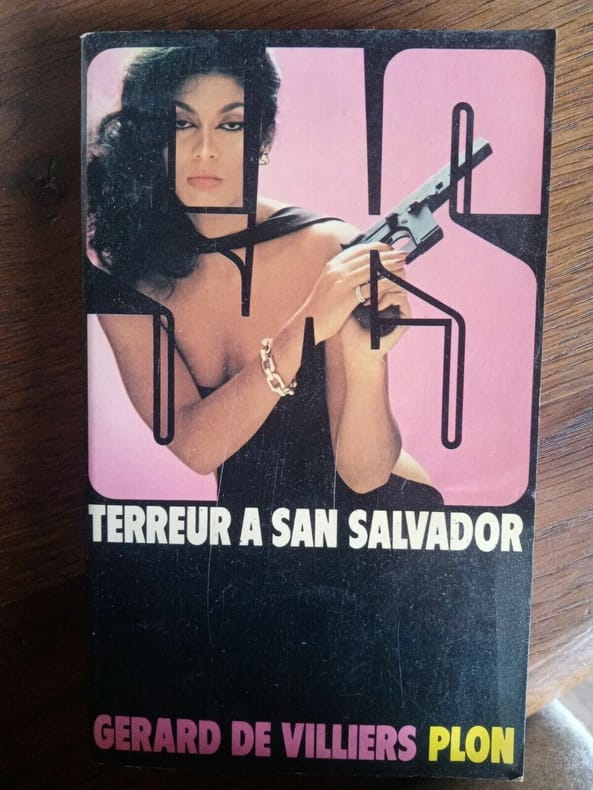 SAS
TERREUR A SAN SALVADOR
GERARD DE VILLIERS PLON